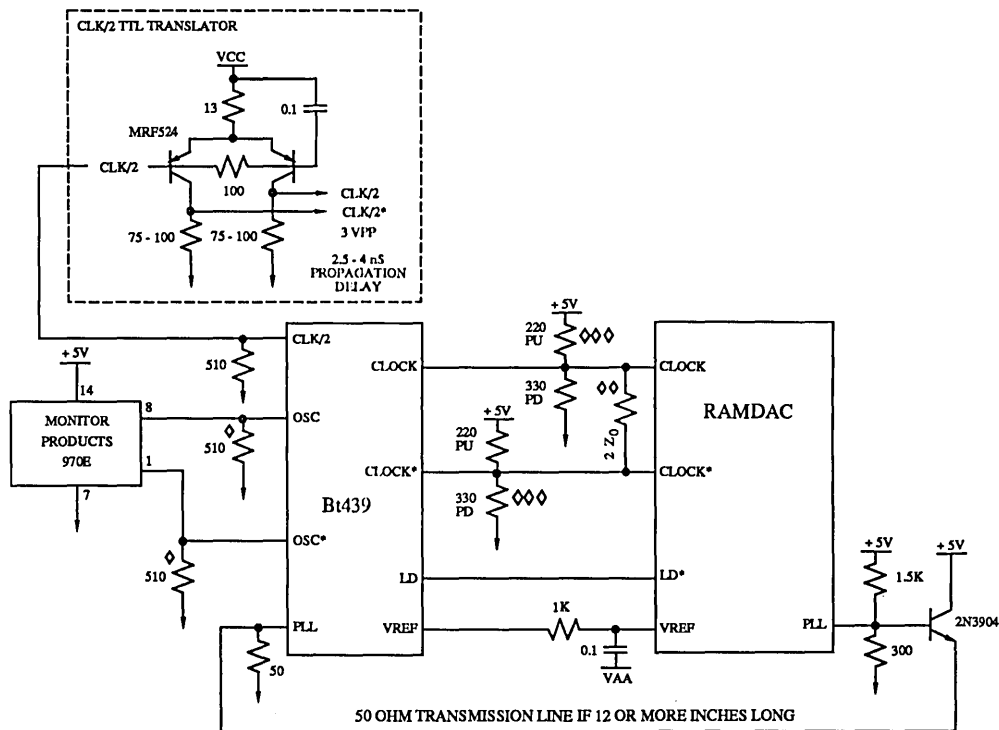 CLK/2 TTL TRANSLATOR
VCC
13
0.1
MRF524
CLK/2
100
CLK/2
CLK/2*
3 VPP
75 - 100
75 - 100
2.5 - 4 nS
PROPAGATION
DELAY
+ 5V
14
MONITOR
PRODUCTS
970E
8
1
7
510
◊
510
◊
510
CLK/2
OSC
OSC*
PLL
50
Bt439
CLOCK
CLOCK*
LD
VREF
+ 5V
220
PU
◊◊◊
330
PD
◊◊
2 Z0
+ 5V
220
PU
330
PD
◊◊◊
1K
0.1
VAA
RAMDAC
CLOCK
CLOCK*
LD*
VREF
PLL
+ 5V
1.5K
300
+ 5V
2N3904
50 OHM TRANSMISSION LINE IF 12 OR MORE INCHES LONG